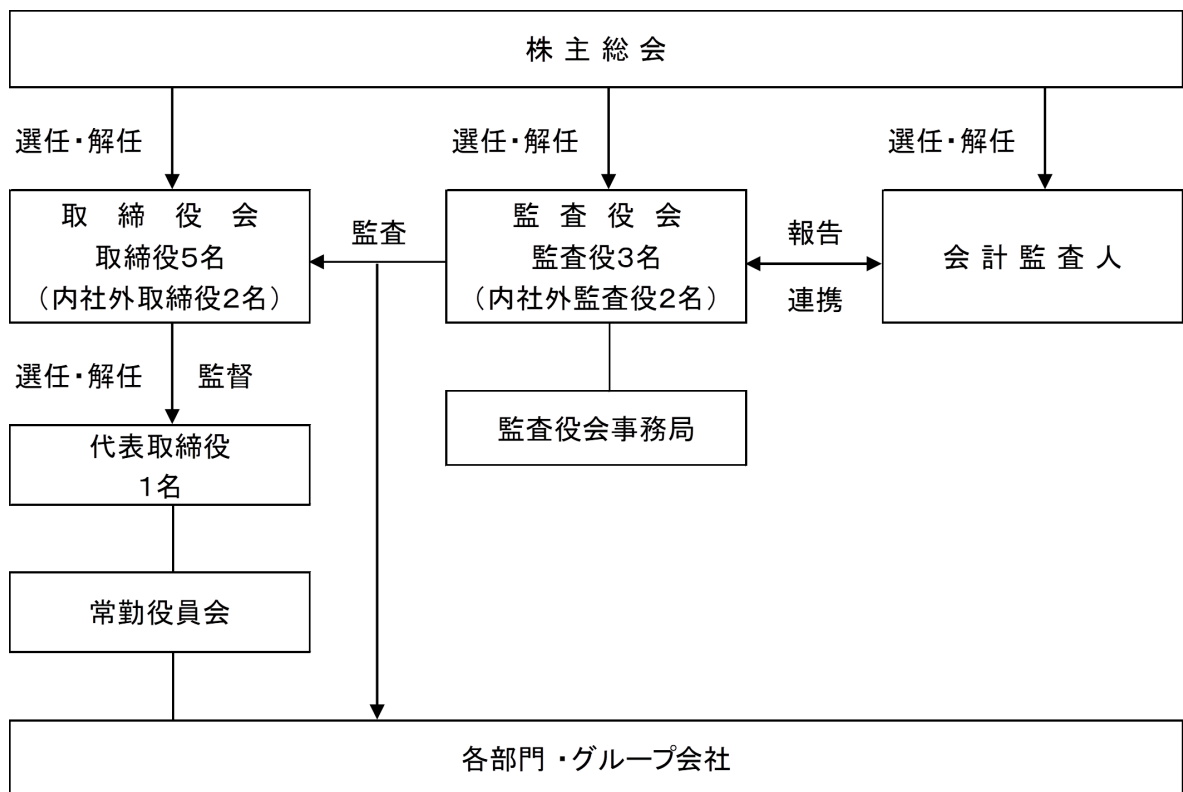 株主総会
選任・解任
選任・解任
選任・解任
取締役会
取締役5名
（内社外取締役2名）
監査
監査役会
監査役3名
（内社外監査役2名）
報告
連携
会計監査人
選任・解任
監督
代表取締役
1名
監査役会事務局
常勤役員会
各部門・グループ会社